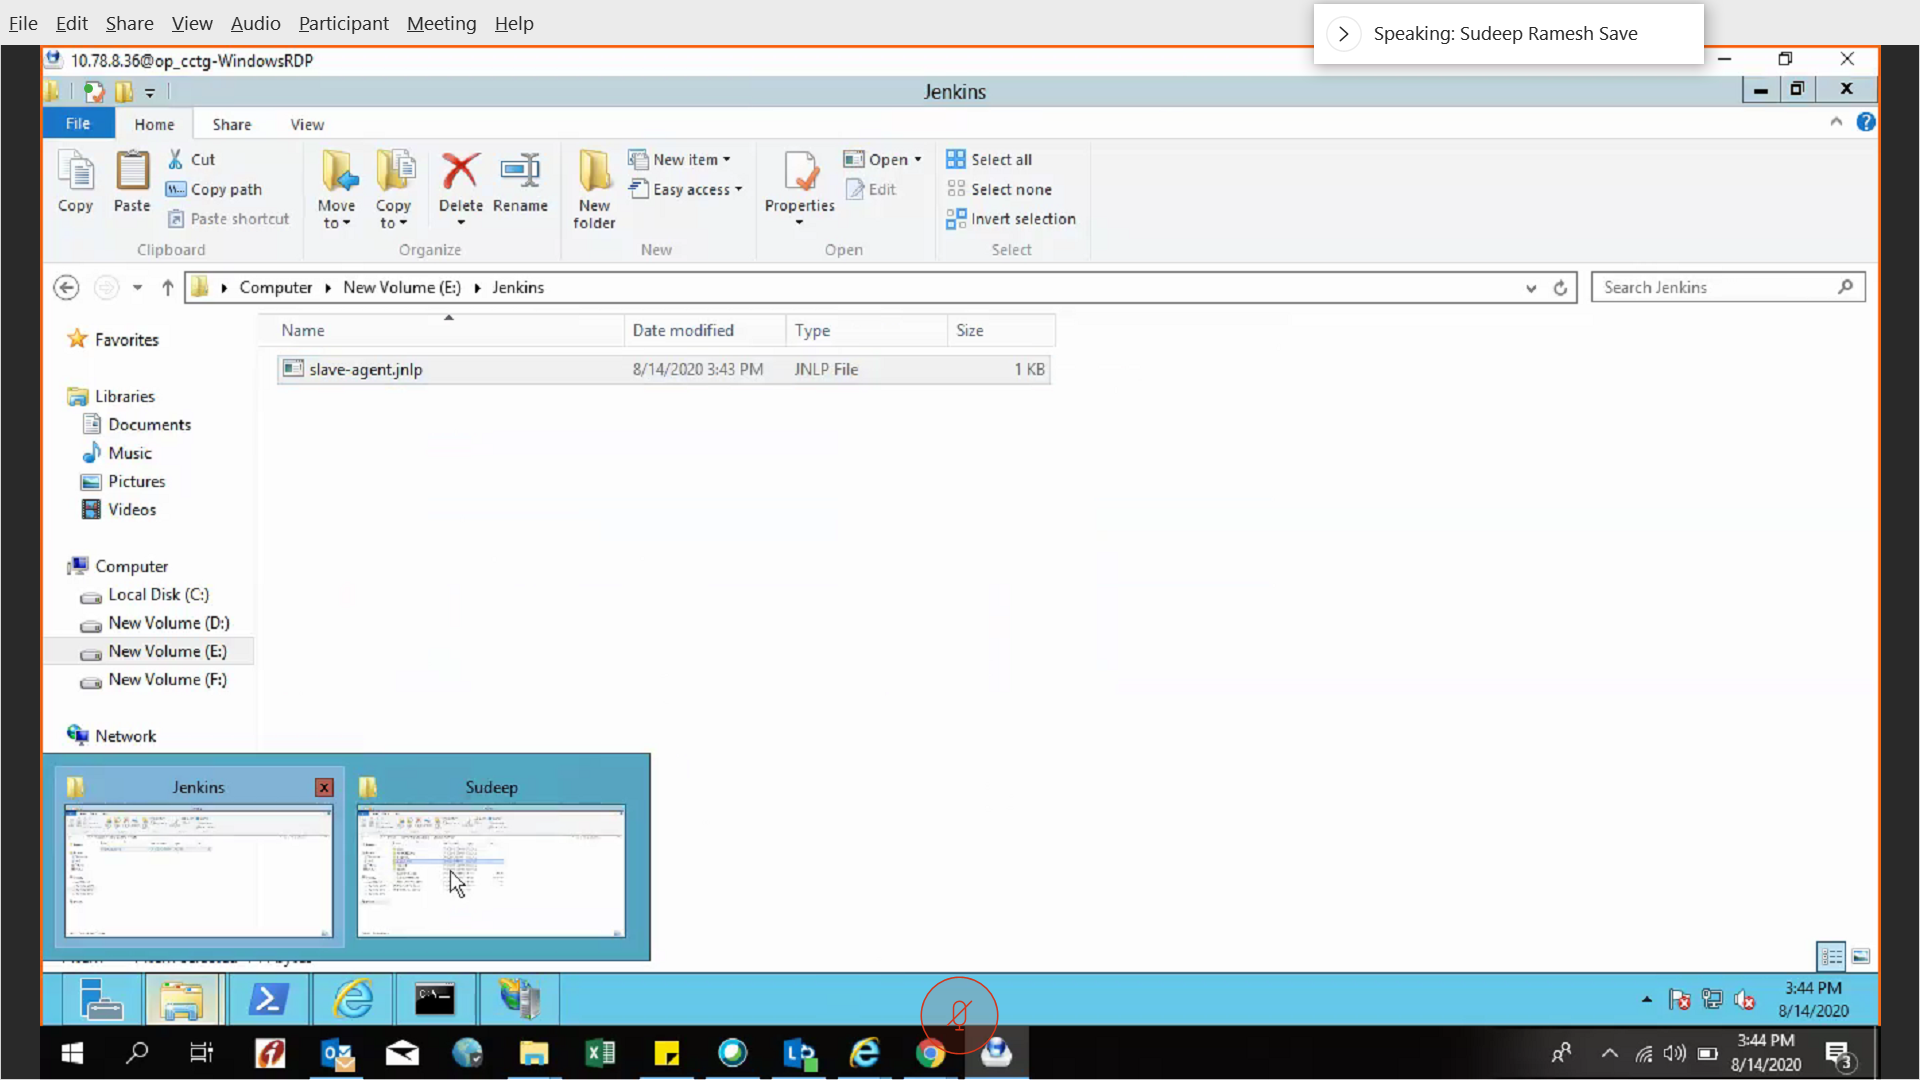 File Edit Share View Audio Participant Meeting Help
Speaking: Sudeep Ramesh Save
10.78.8.36@op_cctg-WindowsRDP
Jenkins
File Home Share View
Copy
Paste
Cut
Copy path
Paste shortcut
Clipboard
Move to
Copy to
Delete
Rename
Organize
New folder
New item
Easy access
New
Properties
Open
Edit
Open
Select all
Select none
Invert selection
Select
Computer New Volume (E:) Jenkins
Search Jenkins
Name Date modified Type Size
slave-agent.jnlp 8/14/2020 3:43 PM JNLP File 1 KB
Favorites
Libraries
Documents
Music
Pictures
Videos
Computer
Local Disk (C:)
New Volume (D:)
New Volume (E:)
New Volume (F:)
Network
Jenkins
Sudeep
3:44 PM
8/14/2020
3:44 PM
8/14/2020
3